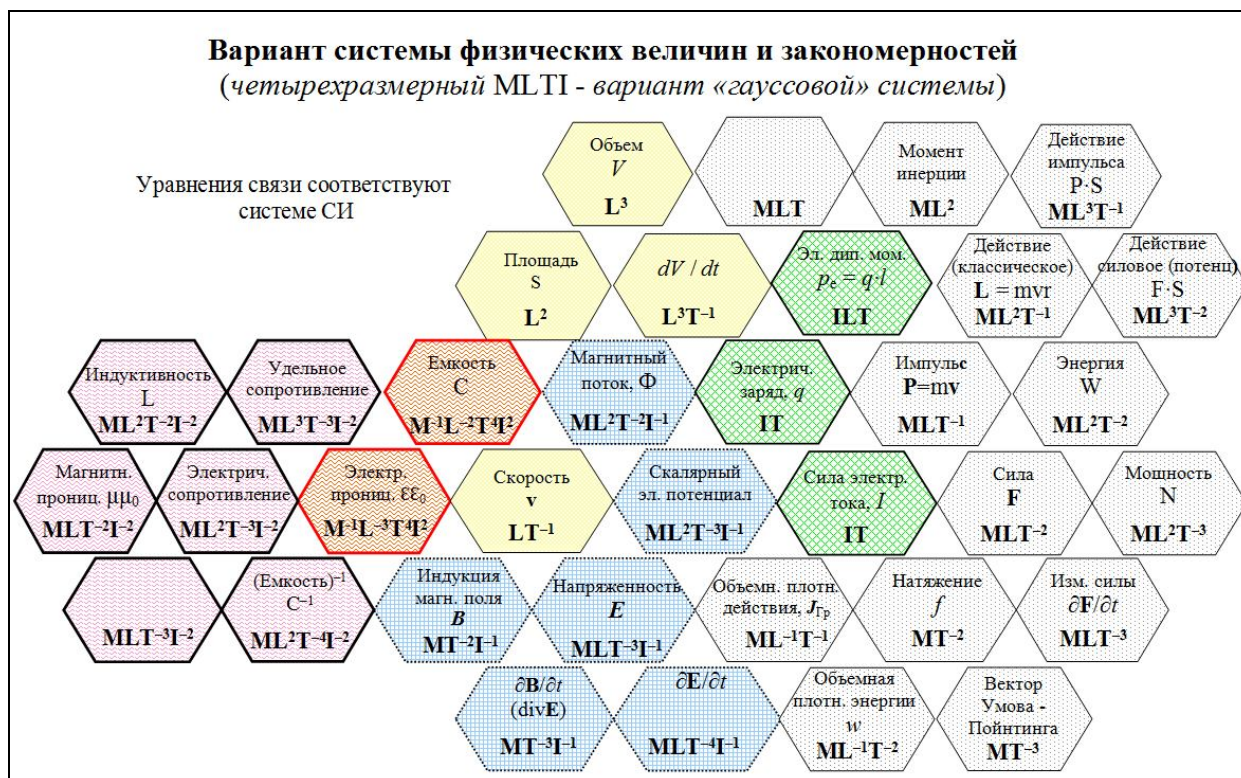 Вариант системы физических величин и закономерностей
(четырехразмерный MLTI - вариант «гауссовой» системы)
Уравнения связи соответствуют
системе СИ
Объем
V
L³
MLT
Момент
инерции
ML²
Действие
импульса
P·S
ML³T⁻¹
Площадь
S
L²
dV / dt
L³T⁻¹
Эл. дип. мом.
pₑ = q·l
ILT
Действие
(классическое)
L = mvr
ML²T⁻¹
Действие
силовое (потенц)
F·S
ML³T⁻²
Индуктивность
L
ML²T⁻²I⁻²
Удельное
сопротивление
ML³T⁻³I⁻²
Емкость
C
M⁻¹L⁻²T⁴I²
Магнитный
поток, Φ
ML²T⁻²I⁻¹
Электрич.
заряд, q
IT
Импульс
P=mv
MLT⁻¹
Энергия
W
ML²T⁻²
Магнитн.
прониц. μμ₀
MLT⁻²I⁻²
Электрич.
сопротивление
ML²T⁻³I⁻²
Электр.
прониц. εε₀
M⁻¹L⁻³T⁴I²
Скорость
v
LT⁻¹
Скалярный
эл. потенциал
ML²T⁻³I⁻¹
Сила электр.
тока, I
IT
Сила
F
MLT⁻²
Мощность
N
ML²T⁻³
MLT⁻³I⁻²
(Емкость)⁻¹
C⁻¹
ML²T⁻⁴I⁻²
Индукция
магн. поля
B
MT⁻²I⁻¹
Напряженность
E
MLT⁻³I⁻¹
Объемн. плотн.
действия, J_Гр
ML⁻¹T⁻¹
Натяжение
f
MT⁻²
Изм. силы
∂F/∂t
MLT⁻³
∂B/∂t
(divE)
MT⁻³I⁻¹
∂E/∂t
MLT⁻⁴I⁻¹
Объемная
плотн. энергии
w
ML⁻¹T⁻²
Вектор
Умова -
Пойнтинга
MT⁻³